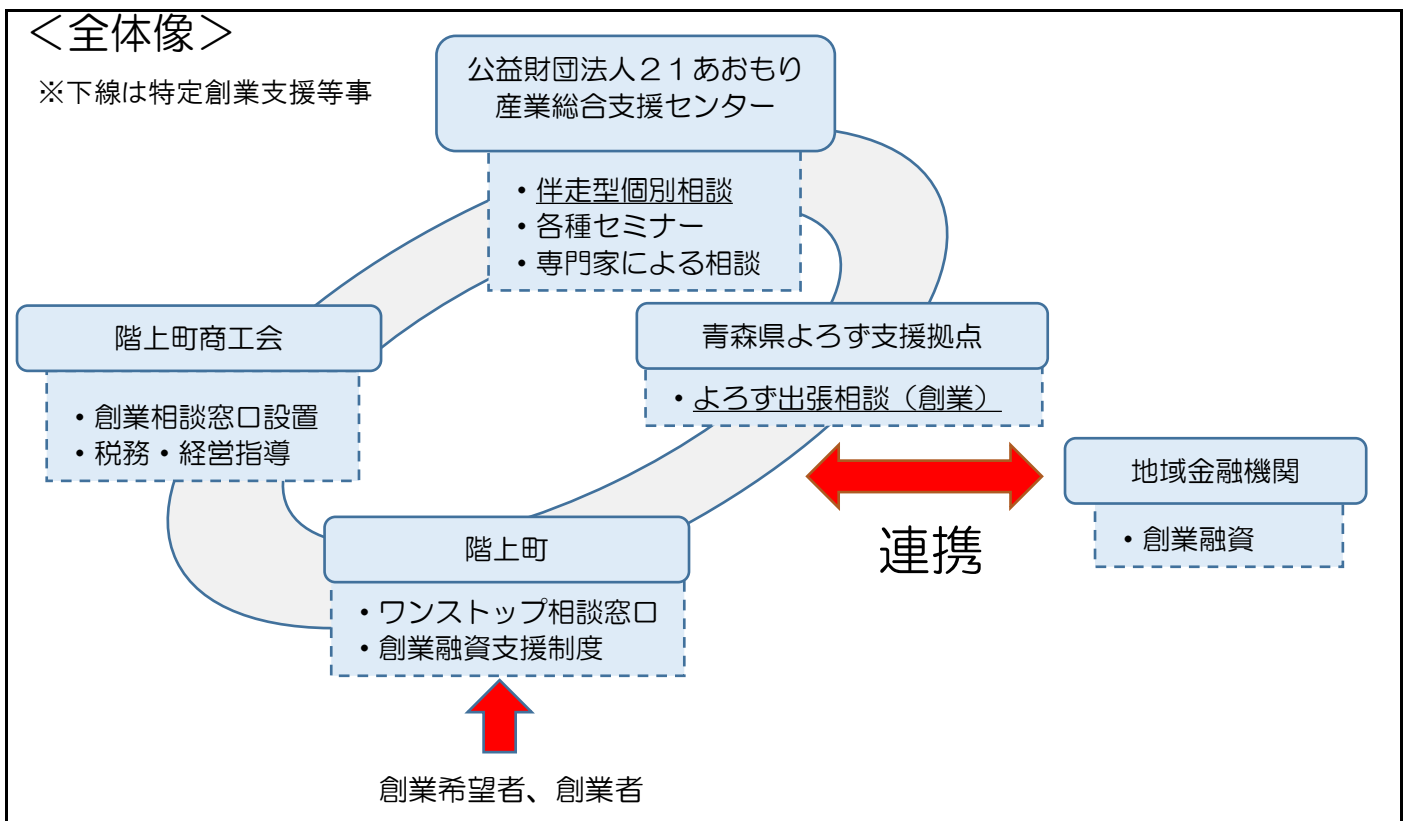 ＜全体像＞
※下線は特定創業支援等事
公益財団法人２１あおもり
産業総合支援センター
・伴走型個別相談
・各種セミナー
・専門家による相談
階上町商工会
・創業相談窓口設置
・税務・経営指導
青森県よろず支援拠点
・よろず出張相談（創業）
連携
地域金融機関
・創業融資
階上町
・ワンストップ相談窓口
・創業融資支援制度
創業希望者、創業者